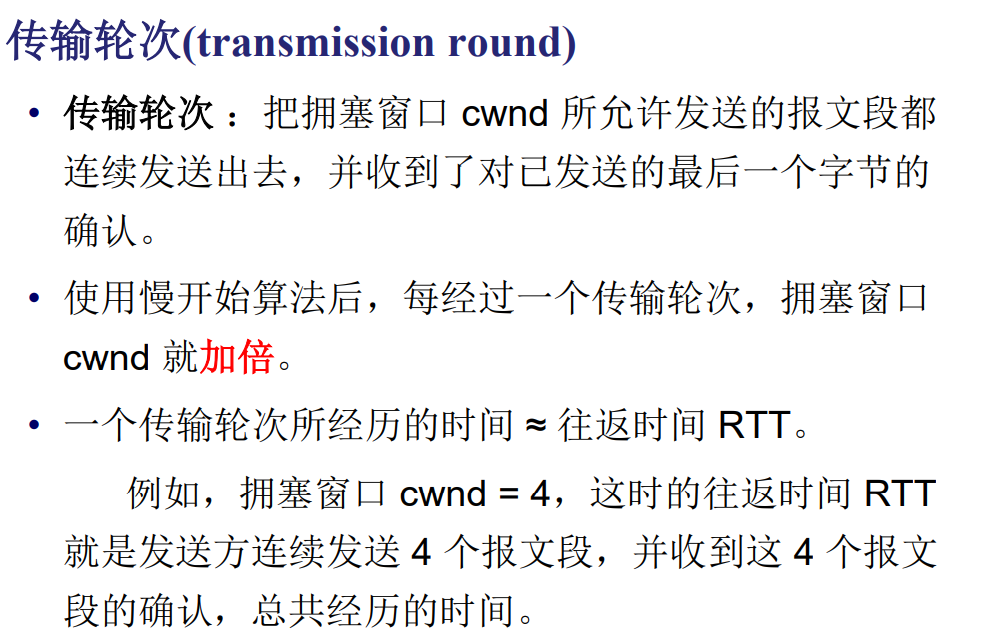 传输轮次(transmission round)
• 传输轮次 ：把拥塞窗口 cwnd 所允许发送的报文段都
连续发送出去，并收到了对已发送的最后一个字节的
确认。
• 使用慢开始算法后，每经过一个传输轮次，拥塞窗口
cwnd 就加倍。
• 一个传输轮次所经历的时间 ≈ 往返时间 RTT。
例如，拥塞窗口 cwnd = 4，这时的往返时间 RTT
就是发送方连续发送 4 个报文段，并收到这 4 个报文
段的确认，总共经历的时间。